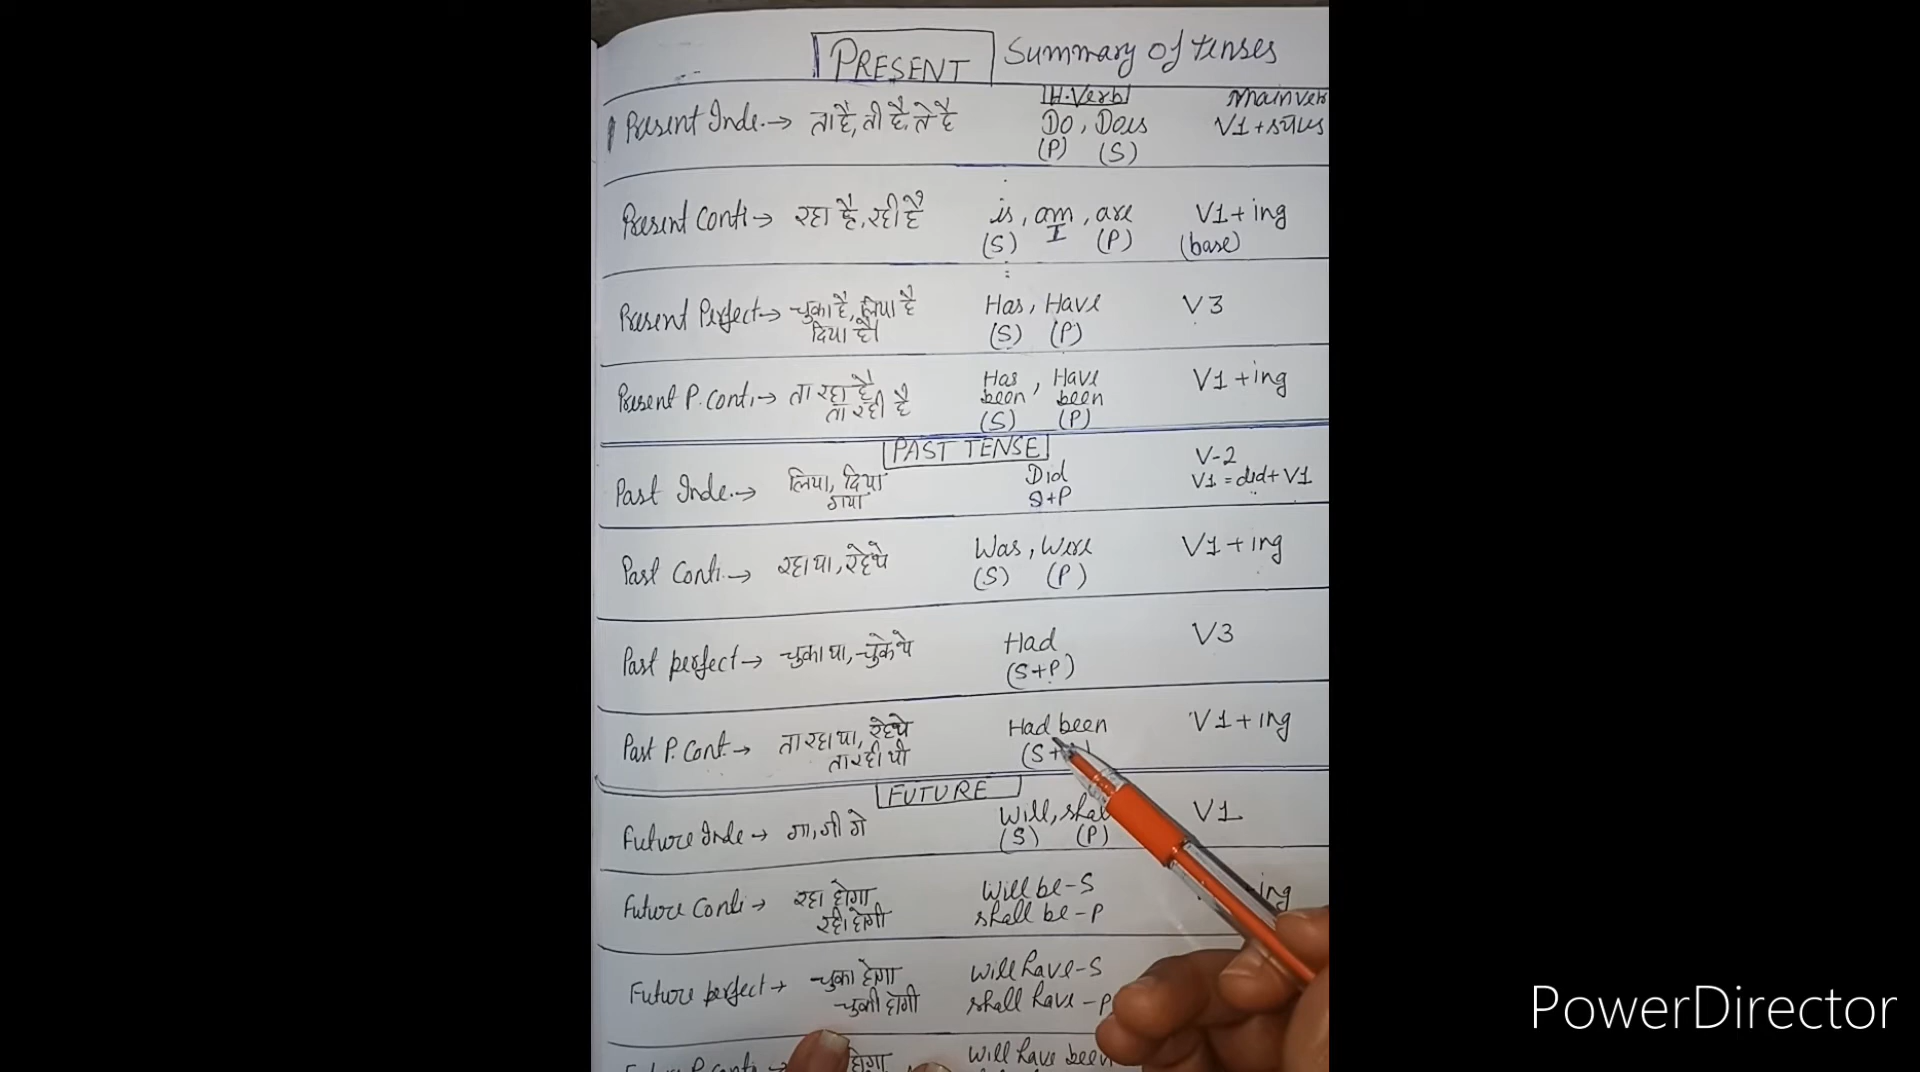 PRESENT Summary of tenses
H.Verb Mainver
Present Inde. → ता है, ती है, ते है Do, Does V1 +
(P) (S)
Present Conti → रहा है, रही है is, am, are V1 + ing
(S) I (P) (base)
Present Perfect → चुका है, लिया है Has, Have V3
दिया है। (S) (P)
Present P. Conti → ता रहा है Has been, Have been V1 + ing
ता रही है (S) (P)
PAST TENSE
Past Inde. → लिया, दिया Did V-2
गया S+P V1 = did + V1
Past Conti. → रहा था, रहे थे Was, Were V1 + ing
(S) (P)
Past perfect → चुका था, चुके थे Had V3
(S+P)
Past P. Cont. → ता रहा था, रहे थे Had been V1 + ing
ता रही थी (S+
FUTURE
Future Inde → गा, गी गे Will, shal V1
(S) (P)
Future Conti → रहा होगा Will be - S ing
रही होगी shall be - P
Future perfect → चुका होगा Will have - S
चुकी होगी shall have - P
होगा Will have been
PowerDirector